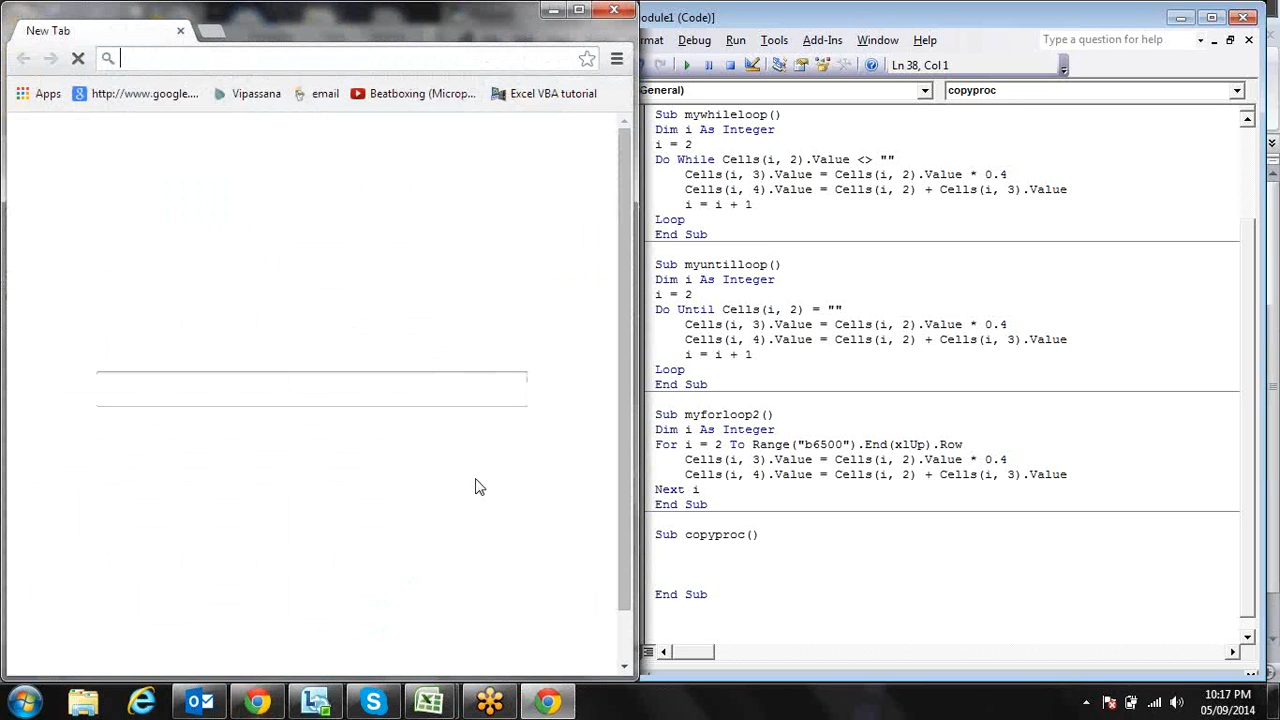 New Tab
Apps http://www.google.... Vipassana email Beatboxing (Microp... Excel VBA tutorial
odule1 (Code)]
mat Debug Run Tools Add-Ins Window Help Type a question for help
Ln 38, Col 1
General) copyproc
Sub mywhileloop()
Dim i As Integer
i = 2
Do While Cells(i, 2).Value <> ""
Cells(i, 3).Value = Cells(i, 2).Value * 0.4
Cells(i, 4).Value = Cells(i, 2) + Cells(i, 3).Value
i = i + 1
Loop
End Sub
Sub myuntilloop()
Dim i As Integer
i = 2
Do Until Cells(i, 2) = ""
Cells(i, 3).Value = Cells(i, 2).Value * 0.4
Cells(i, 4).Value = Cells(i, 2) + Cells(i, 3).Value
i = i + 1
Loop
End Sub
Sub myforloop2()
Dim i As Integer
For i = 2 To Range("b6500").End(xlUp).Row
Cells(i, 3).Value = Cells(i, 2).Value * 0.4
Cells(i, 4).Value = Cells(i, 2) + Cells(i, 3).Value
Next i
End Sub
Sub copyproc()
End Sub
10:17 PM
05/09/2014